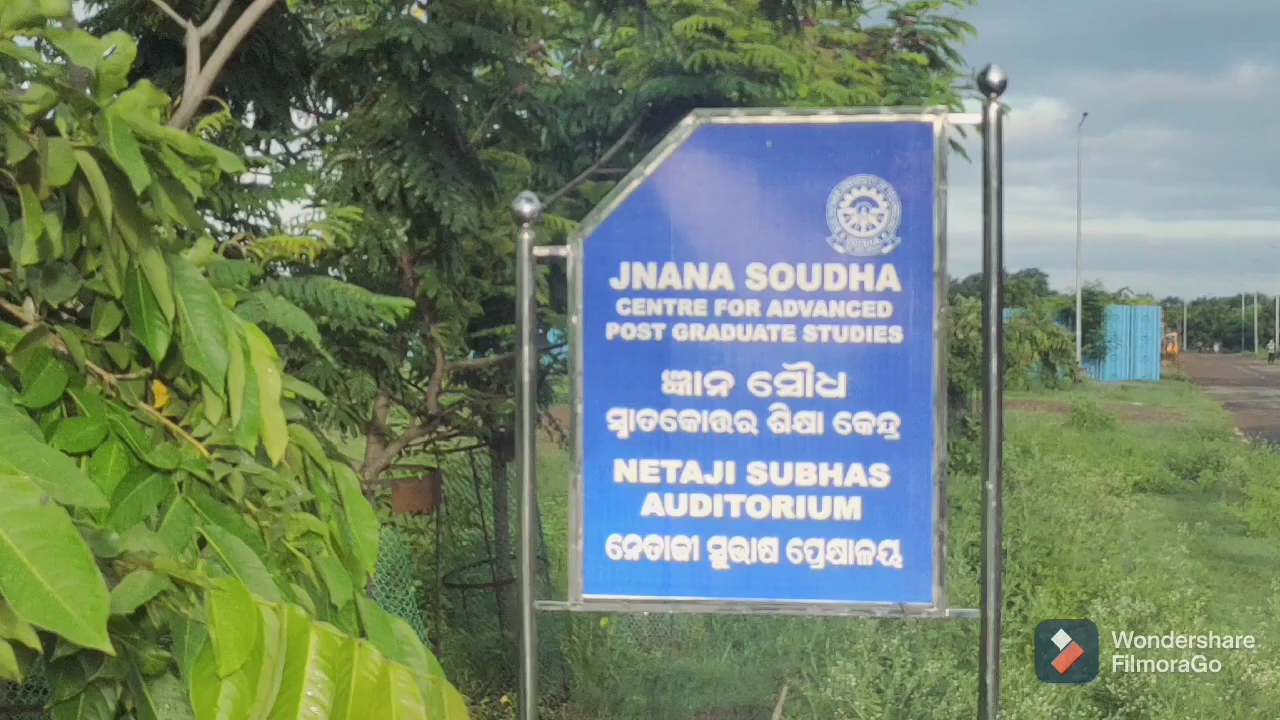 JNANA SOUDHA
CENTRE FOR ADVANCED
POST GRADUATE STUDIES
ଜ୍ଞାନ ସୌଧ
ସ୍ନାତକୋତ୍ତର ଶିକ୍ଷା କେନ୍ଦ୍ର
NETAJI SUBHAS
AUDITORIUM
ନେତାଜୀ ସୁଭାଷ ପ୍ରେକ୍ଷାଳୟ
Wondershare
FilmoraGo